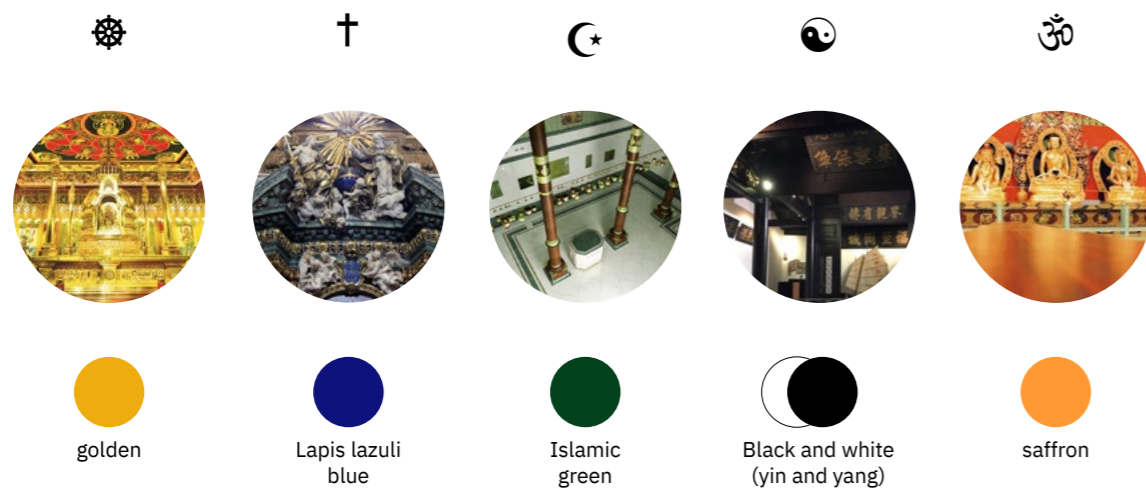 ॐ
golden
Lapis lazuli
blue
Islamic
green
Black and white
(yin and yang)
saffron